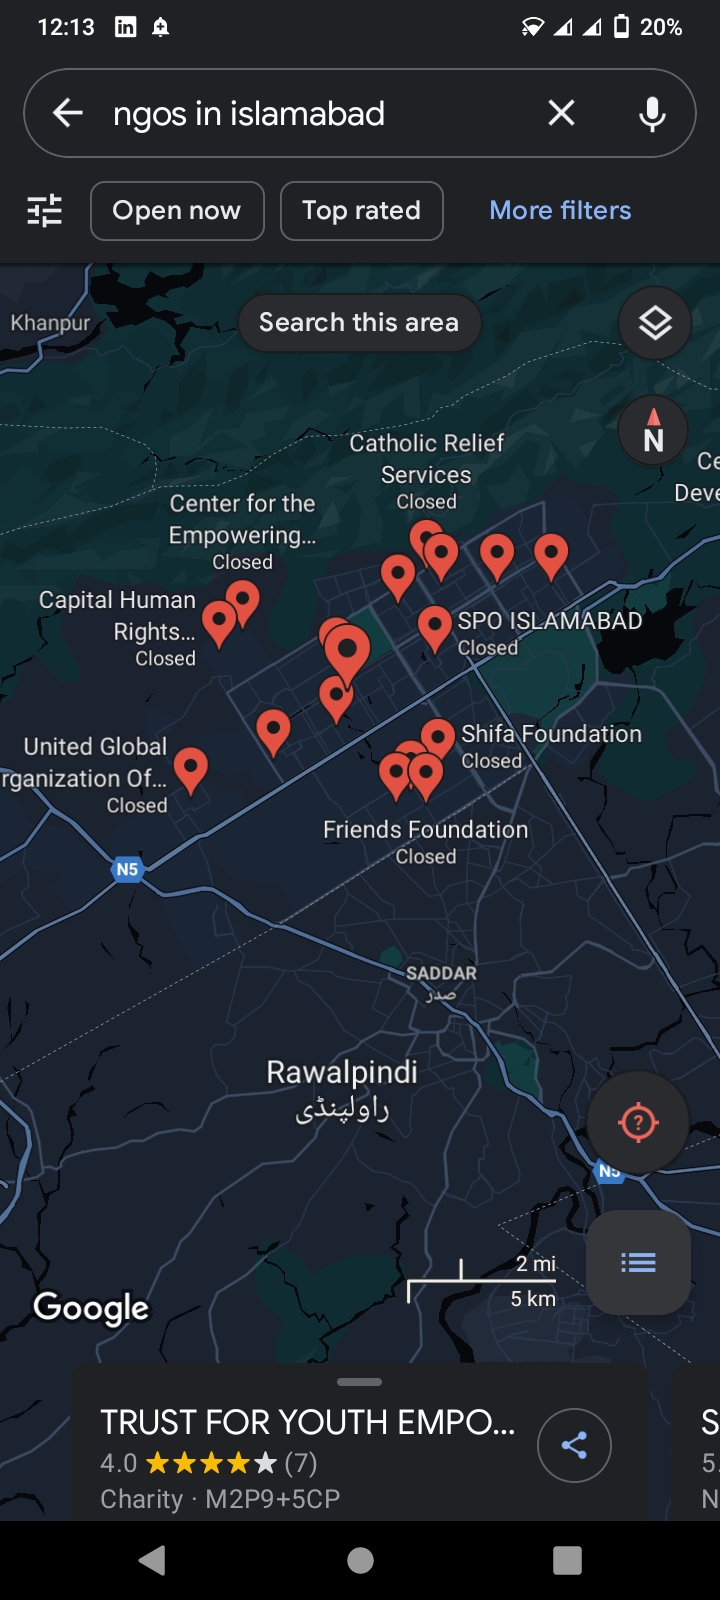 12:13
20%
ngos in islamabad
Open now
Top rated
More filters
Khanpur
Search this area
N
Catholic Relief
Services
Closed
Ce
Deve
Center for the
Empowering...
Closed
Capital Human
Rights...
Closed
SPO ISLAMABAD
Closed
United Global
rganization Of...
Closed
Shifa Foundation
Closed
Friends Foundation
Closed
N5
SADDAR
صدر
Rawalpindi
راولپنڈی
?
N5
2 mi
5 km
Google
TRUST FOR YOUTH EMPO...
4.0 (7)
Charity · M2P9+5CP
S
5.
N